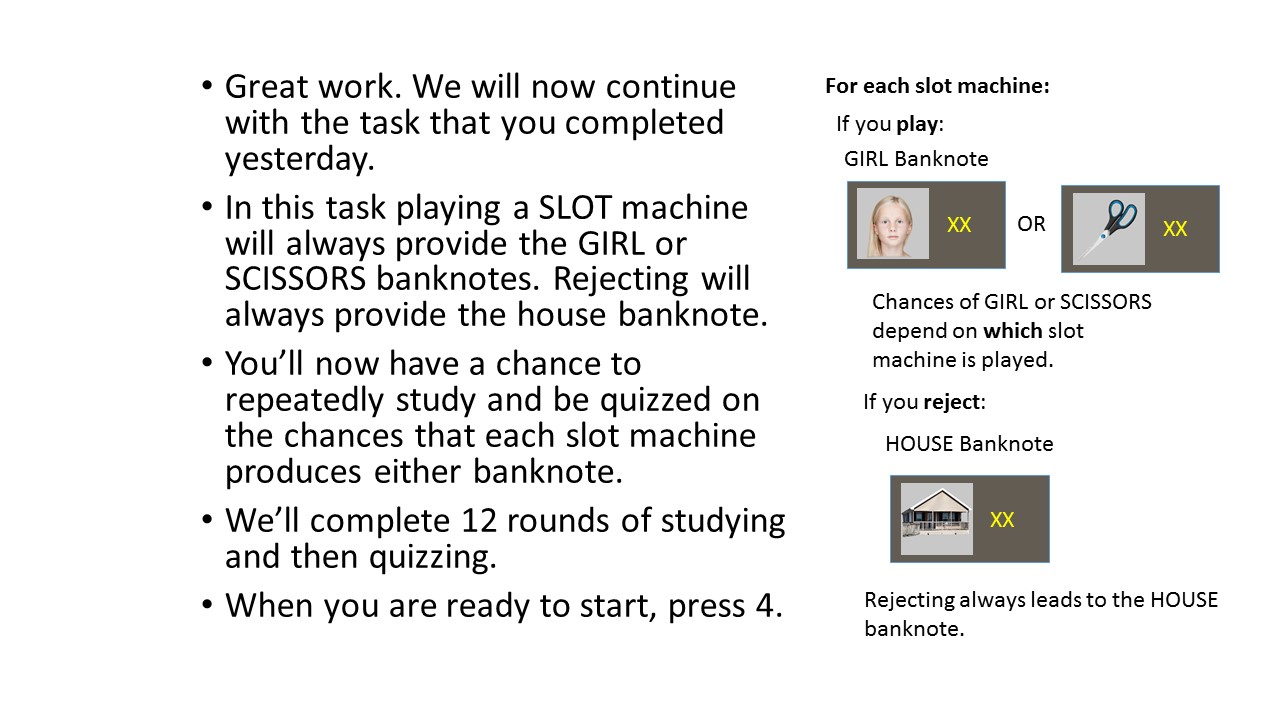 • Great work. We will now continue
with the task that you completed
yesterday.
• In this task playing a SLOT machine
will always provide the GIRL or
SCISSORS banknotes. Rejecting will
always provide the house banknote.
• You’ll now have a chance to
repeatedly study and be quizzed on
the chances that each slot machine
produces either banknote.
• We’ll complete 12 rounds of studying
and then quizzing.
• When you are ready to start, press 4.
For each slot machine:
If you play:
GIRL Banknote
XX
OR
XX
Chances of GIRL or SCISSORS
depend on which slot
machine is played.
If you reject:
HOUSE Banknote
XX
Rejecting always leads to the HOUSE
banknote.